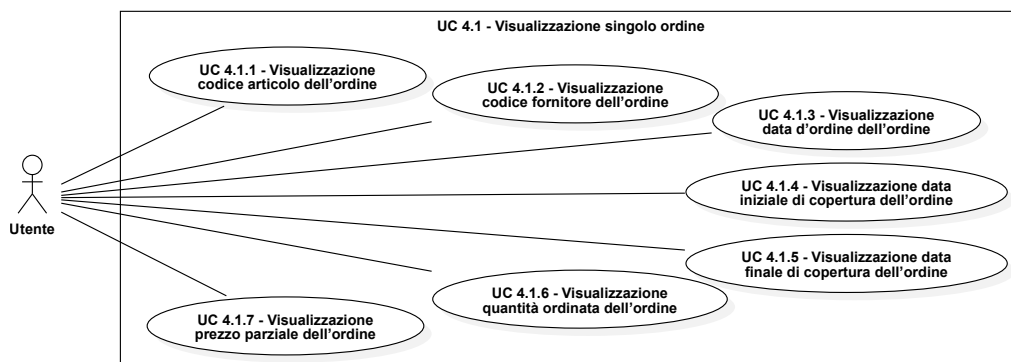 UC 4.1 - Visualizzazione singolo ordine
UC 4.1.1 - Visualizzazione
codice articolo dell'ordine
UC 4.1.2 - Visualizzazione
codice fornitore dell'ordine
UC 4.1.3 - Visualizzazione
data d'ordine dell'ordine
UC 4.1.4 - Visualizzazione data
iniziale di copertura dell'ordine
Utente
UC 4.1.5 - Visualizzazione data
finale di copertura dell'ordine
UC 4.1.6 - Visualizzazione
quantità ordinata dell'ordine
UC 4.1.7 - Visualizzazione
prezzo parziale dell'ordine